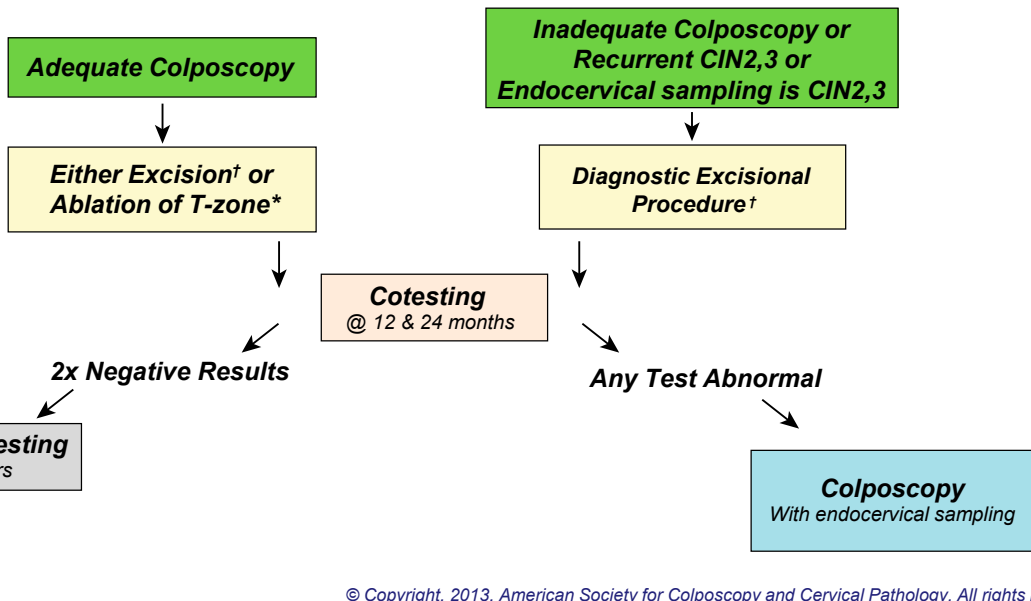 Adequate Colposcopy
Inadequate Colposcopy or
Recurrent CIN2,3 or
Endocervical sampling is CIN2,3
Either Excision† or
Ablation of T-zone*
Diagnostic Excisional
Procedure†
Cotesting
@ 12 & 24 months
2x Negative Results
Any Test Abnormal
esting
rs
Colposcopy
With endocervical sampling
© Copyright, 2013, American Society for Colposcopy and Cervical Pathology. All rights